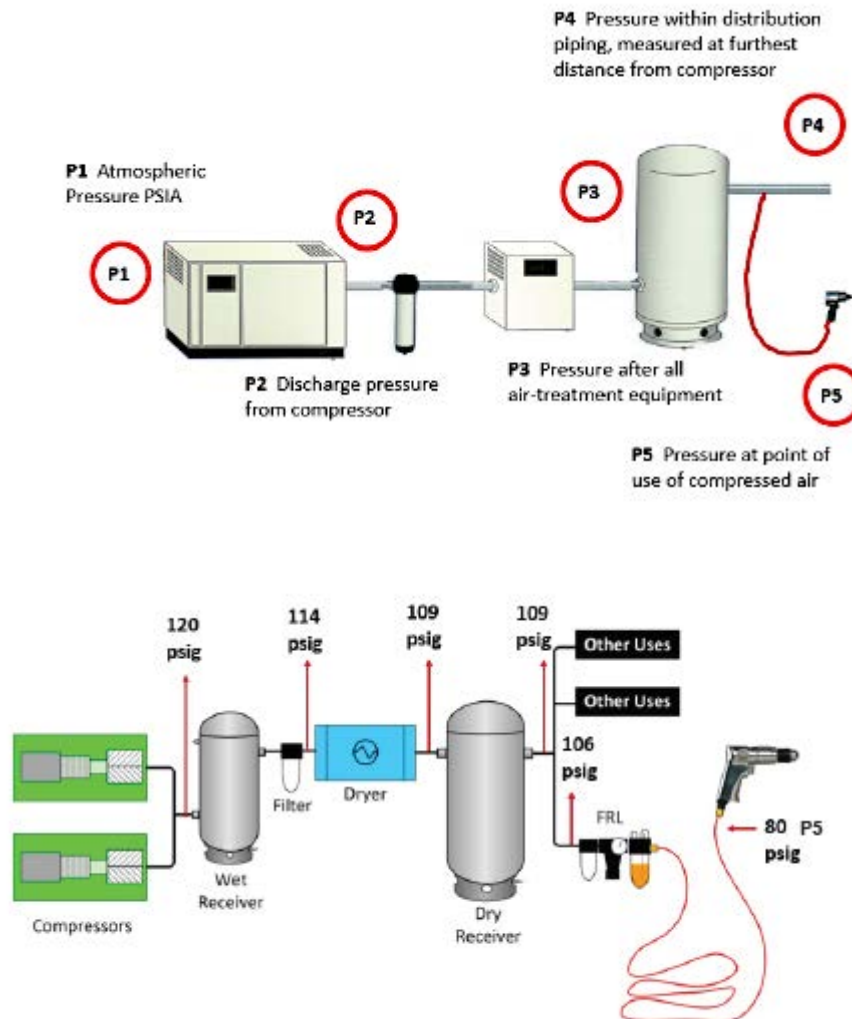 P4 Pressure within distribution
piping, measured at furthest
distance from compressor
P4
P1 Atmospheric
Pressure PSIA
P2
P3
P1
P2 Discharge pressure
from compressor
P3 Pressure after all
air-treatment equipment
P5
P5 Pressure at point of
use of compressed air
120
psig
114
psig
109
psig
109
psig
Other Uses
Other Uses
106
psig
Filter
Dryer
FRL
80 P5
psig
Wet
Receiver
Dry
Receiver
Compressors